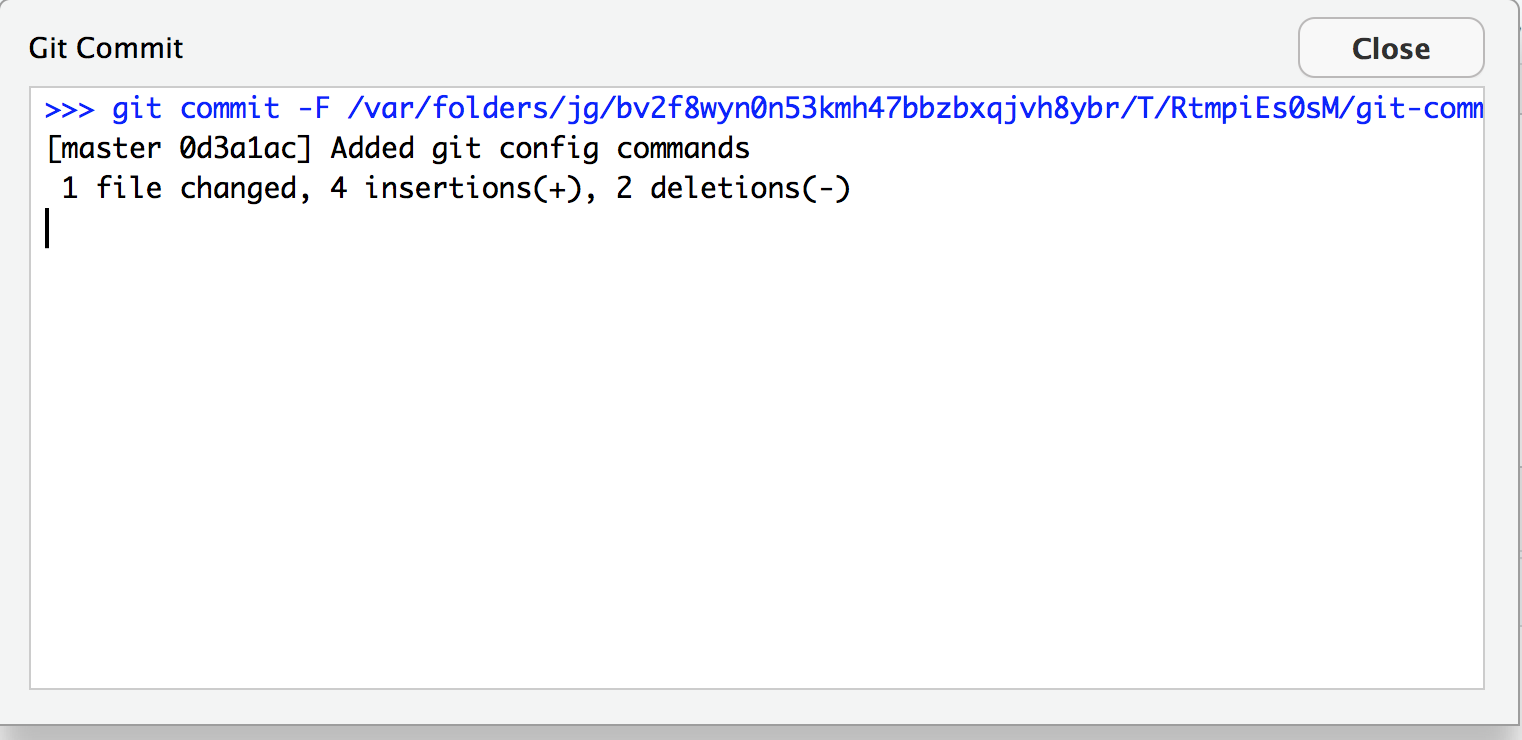 Git Commit
Close
>>> git commit -F /var/folders/jg/bv2f8wyn0n53kmh47bbzbxqjvh8ybr/T/RtmpiEs0sM/git-comm
[master 0d3a1ac] Added git config commands
1 file changed, 4 insertions(+), 2 deletions(-)